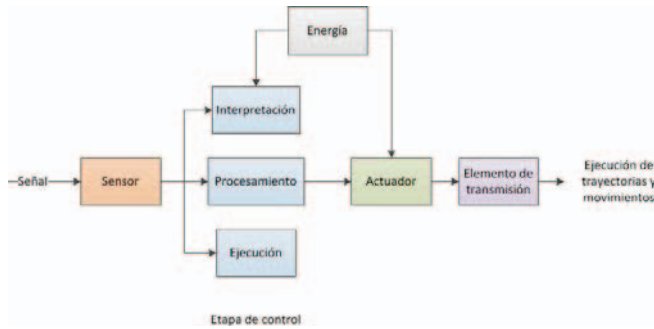 Energía
Interpretación
Señal
Sensor
Procesamiento
Actuador
Elemento de
transmisión
Ejecución de
trayectorias y
movimientos
Ejecución
Etapa de control